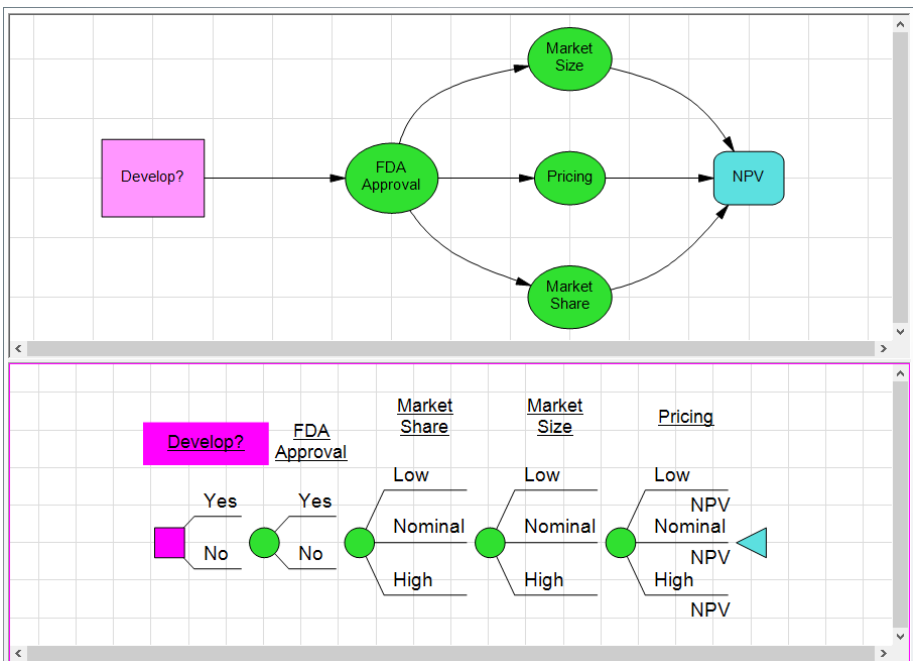 Market
Size
Develop?
FDA
Approval
Pricing
NPV
Market
Share
Develop?
FDA
Approval
Market
Share
Market
Size
Pricing
Yes
No
Yes
No
Low
Nominal
High
Low
Nominal
High
Low
NPV
Nominal
NPV
High
NPV